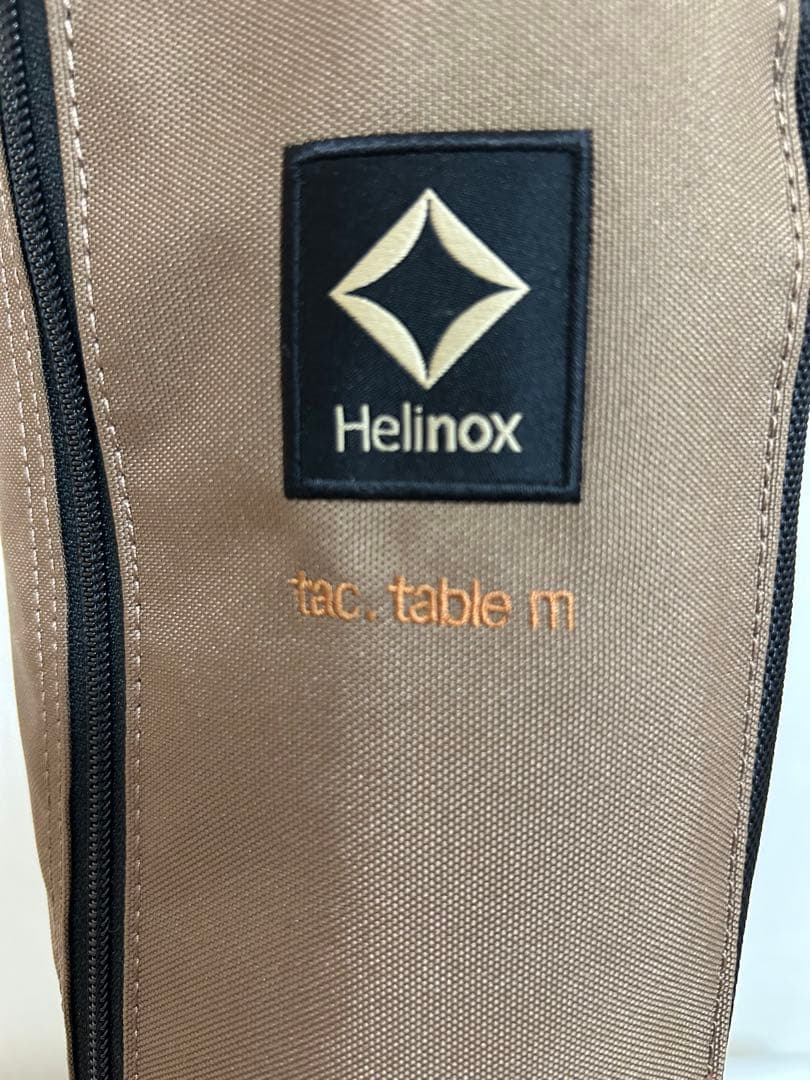 Helinox
tac. table m